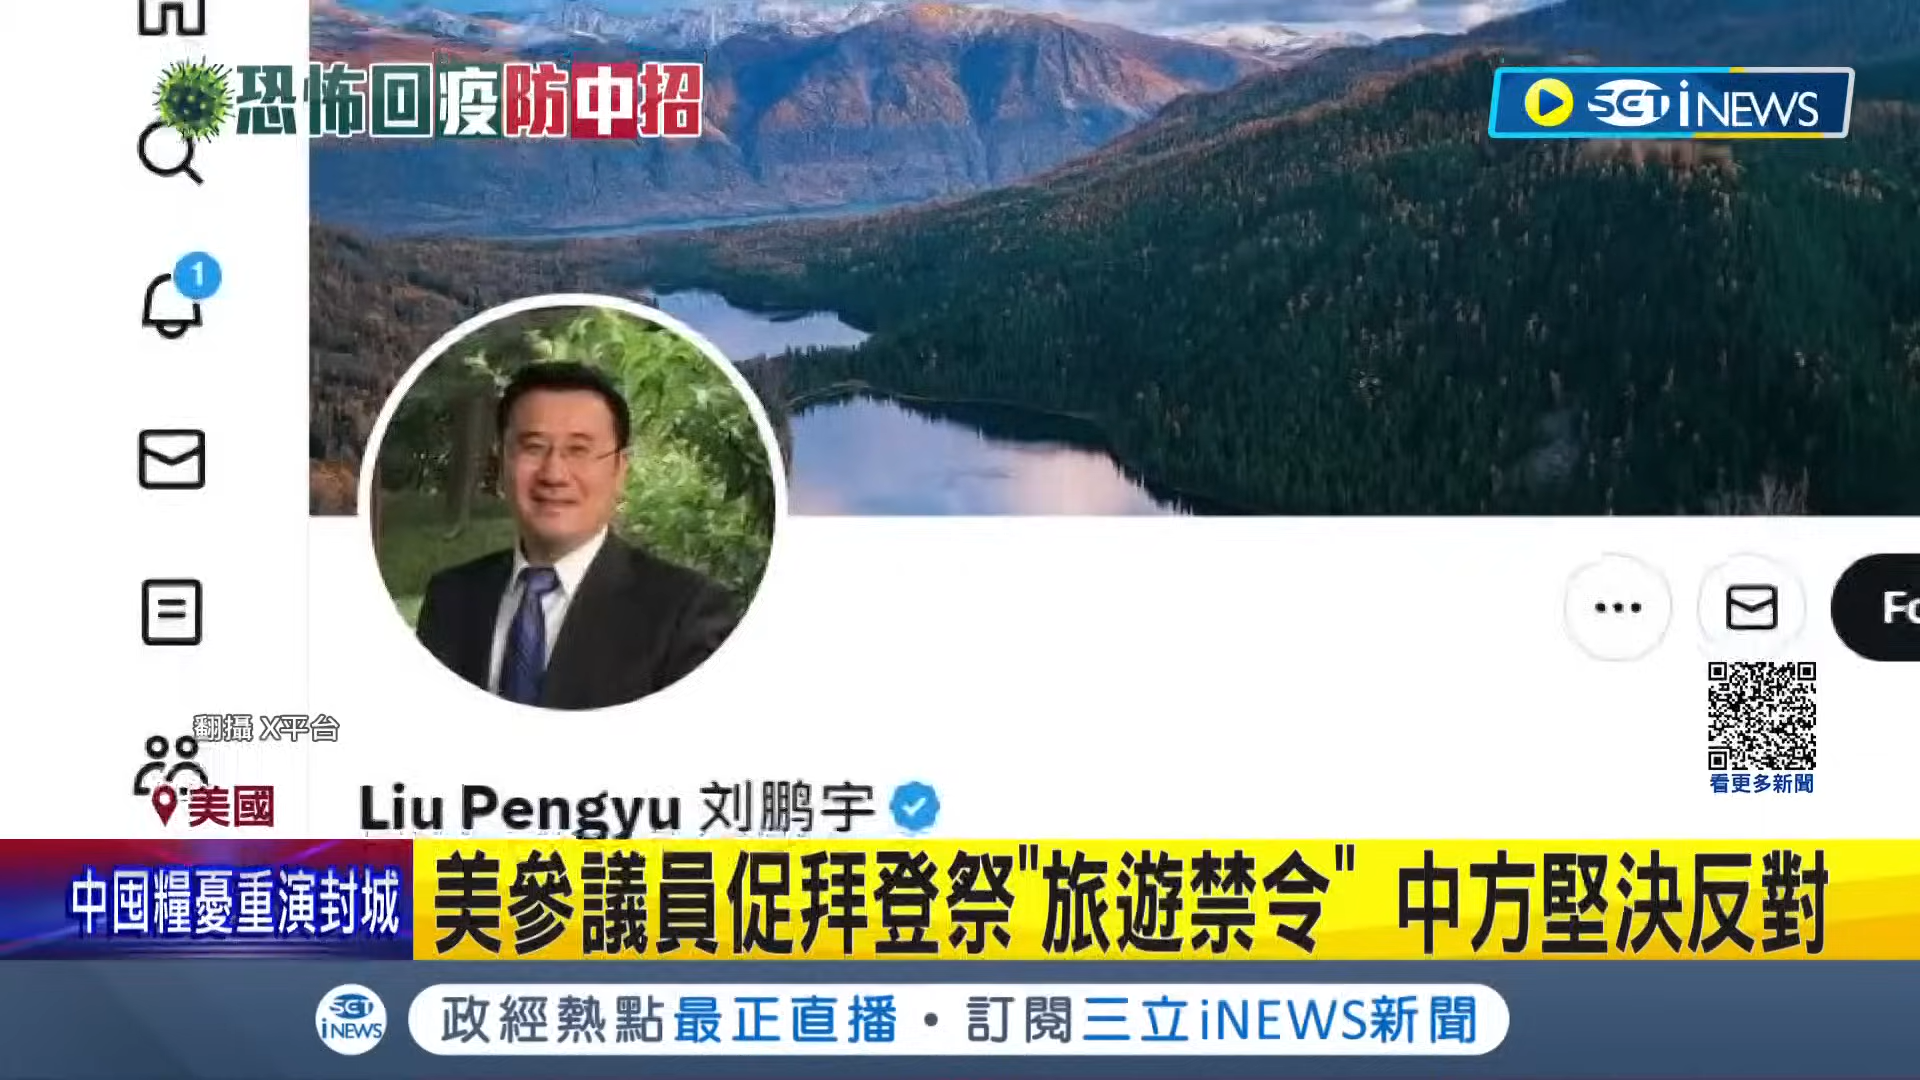 恐怖回疫防中招
SET iNEWS
1
Fo
翻攝 X平台
看更多新聞
美國
Liu Pengyu 刘鹏宇
中囤糧憂重演封城
美參議員促拜登祭"旅遊禁令" 中方堅決反對
SET iNEWS
政經熱點最正直播・訂閱三立iNEWS新聞